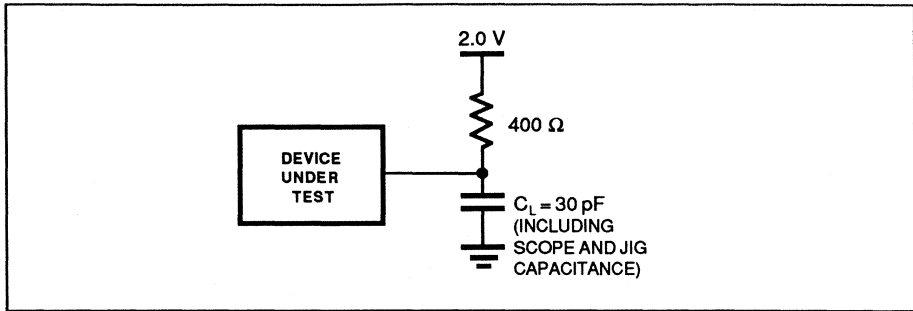 2.0 V
400 Ω
DEVICE
UNDER
TEST
C_L = 30 pF
(INCLUDING
SCOPE AND JIG
CAPACITANCE)